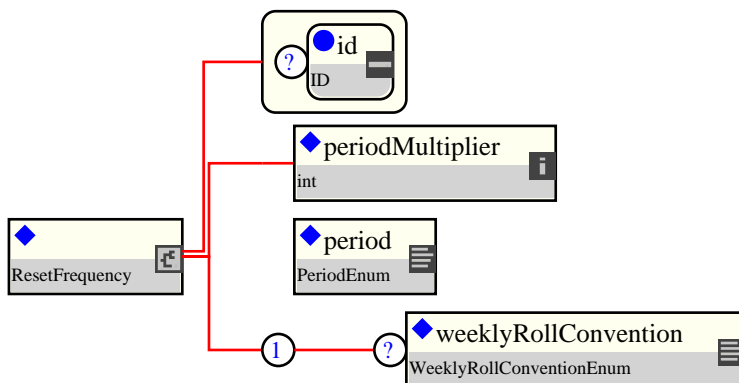 ? id
ID
periodMultiplier
int
ResetFrequency
period
PeriodEnum
1 ? weeklyRollConvention
WeeklyRollConventionEnum